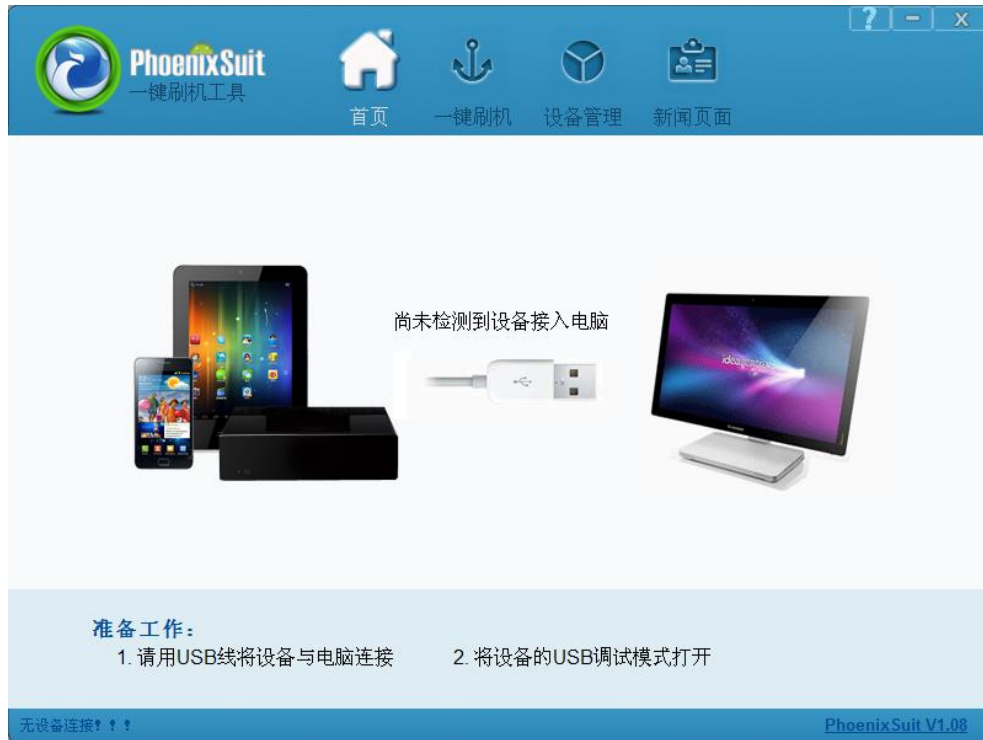 ? - x
PhoenixSuit
一键刷机工具
首页 一键刷机 设备管理 新闻页面
尚未检测到设备接入电脑
准备工作:
1. 请用USB线将设备与电脑连接 2. 将设备的USB调试模式打开
无设备连接!!! PhoenixSuit V1.08